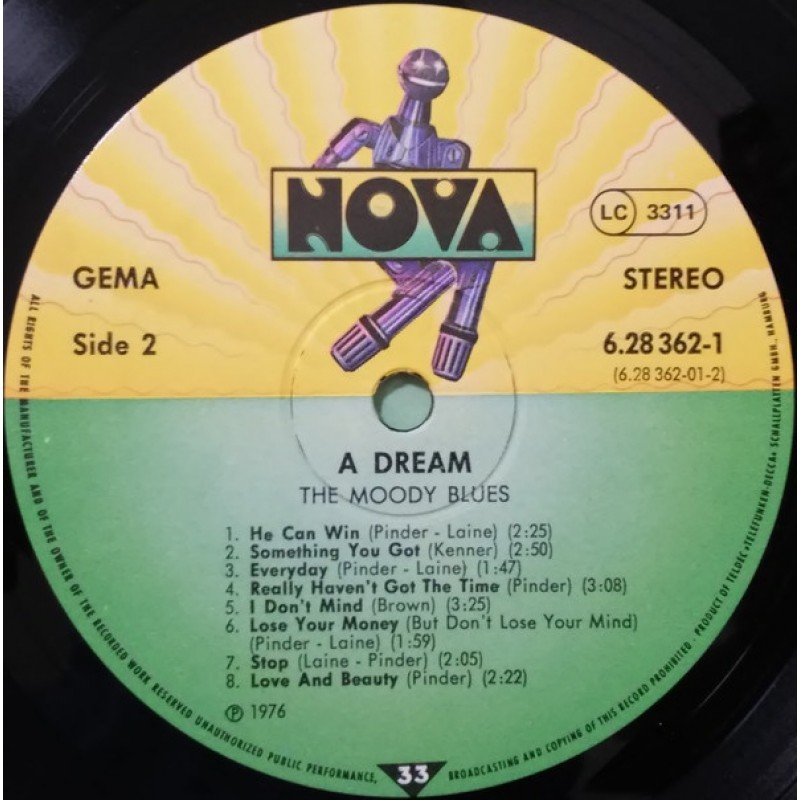 NOVA
LC 3311
GEMA
STEREO
Side 2
6.28 362-1
(6.28 362-01-2)
A DREAM
THE MOODY BLUES
1. He Can Win (Pinder - Laine) (2:25)
2. Something You Got (Kenner) (2:50)
3. Everyday (Pinder - Laine) (1:47)
4. Really Haven't Got The Time (Pinder) (3:08)
5. I Don't Mind (Brown) (3:25)
6. Lose Your Money (But Don't Lose Your Mind)
(Pinder - Laine) (1:59)
7. Stop (Laine - Pinder) (2:05)
8. Love And Beauty (Pinder) (2:22)
℗ 1976
33
ALL RIGHTS OF THE MANUFACTURER AND OF THE OWNER OF THE RECORDED WORK RESERVED UNAUTHORIZED PUBLIC PERFORMANCE, BROADCASTING AND COPYING OF THIS RECORD PROHIBITED · PRODUCT OF TELDEC »TELEFUNKEN-DECCA« SCHALLPLATTEN GMBH., HAMBURG